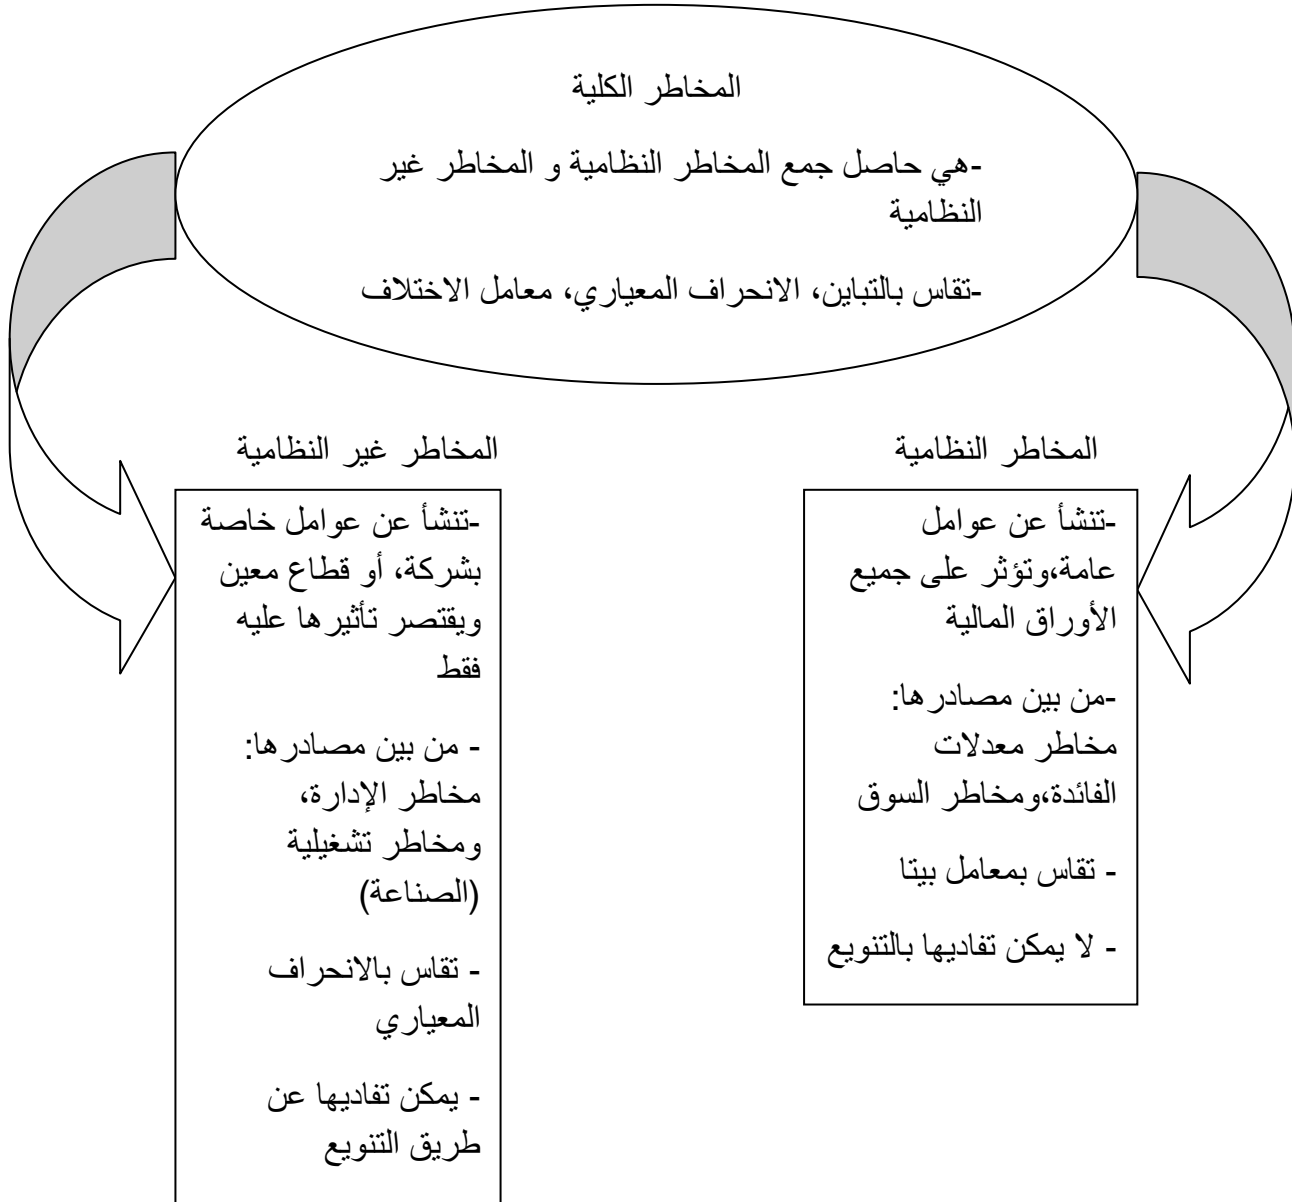 المخاطر الكلية
-هي حاصل جمع المخاطر النظامية و المخاطر غير
النظامية
-تقاس بالتباين، الانحراف المعياري، معامل الاختلاف
المخاطر النظامية
-تنشأ عن عوامل
عامة،وتؤثر على جميع
الأوراق المالية
-من بين مصادرها:
مخاطر معدلات
الفائدة،ومخاطر السوق
- تقاس بمعامل بيتا
- لا يمكن تفاديها بالتنويع
المخاطر غير النظامية
-تنشأ عن عوامل خاصة
بشركة، أو قطاع معين
ويقتصر تأثيرها عليه
فقط
- من بين مصادرها:
مخاطر الإدارة،
ومخاطر تشغيلية
(الصناعة)
- تقاس بالانحراف
المعياري
- يمكن تفاديها عن
طريق التنويع